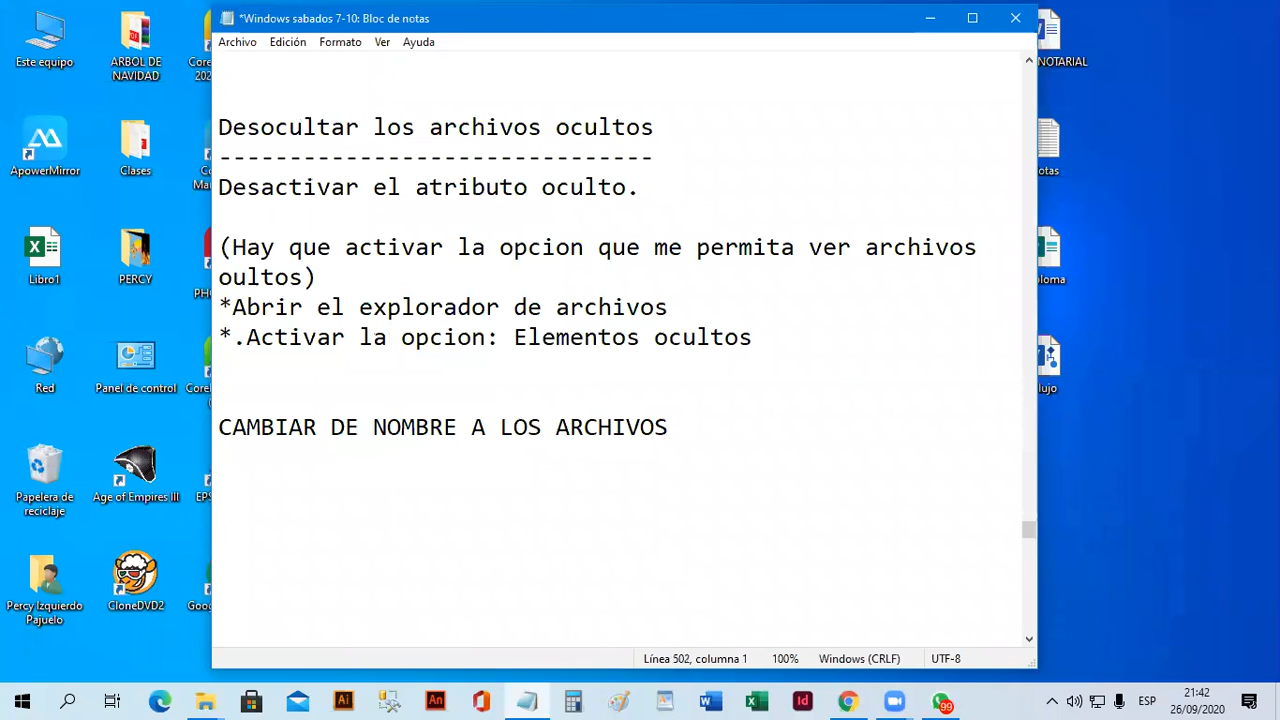 *Windows sabados 7-10: Bloc de notas
Archivo Edición Formato Ver Ayuda
Desocultar los archivos ocultos
-------------------------------
Desactivar el atributo oculto.
(Hay que activar la opcion que me permita ver archivos
oultos)
*Abrir el explorador de archivos
*.Activar la opcion: Elementos ocultos
CAMBIAR DE NOMBRE A LOS ARCHIVOS
Línea 502, columna 1 100% Windows (CRLF) UTF-8
Este equipo
ARBOL DE
NAVIDAD
ApowerMirror
Clases
Libro1
PERCY
Red
Panel de control
Papelera de
reciclaje
Age of Empires III
Percy Izquierdo
Pajuelo
CloneDVD2
NOTARIAL
99
ESP
21:42
26/09/2020